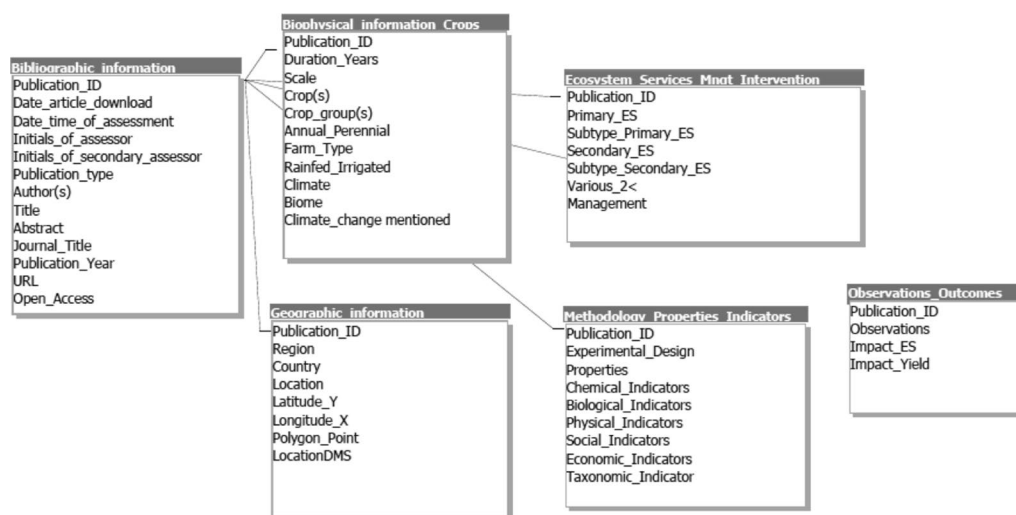 Bibliographic_information
Publication_ID
Date_article_download
Date_time_of_assessment
Initials_of_assessor
Initials_of_secondary_assessor
Publication_type
Author(s)
Title
Abstract
Journal_Title
Publication_Year
URL
Open_Access
Biophysical_information_Crops
Publication_ID
Duration_Years
Scale
Crop(s)
Crop_group(s)
Annual_Perennial
Farm_Type
Rainfed_Irrigated
Climate
Biome
Climate_change mentioned
Geographic_information
Publication_ID
Region
Country
Location
Latitude_Y
Longitude_X
Polygon_Point
LocationDMS
Ecosystem_Services_Mngt_Intervention
Publication_ID
Primary_ES
Subtype_Primary_ES
Secondary_ES
Subtype_Secondary_ES
Various_2<
Management
Methodology_Properties_Indicators
Publication_ID
Experimental_Design
Properties
Chemical_Indicators
Biological_Indicators
Physical_Indicators
Social_Indicators
Economic_Indicators
Taxonomic_Indicator
Observations_Outcomes
Publication_ID
Observations
Impact_ES
Impact_Yield